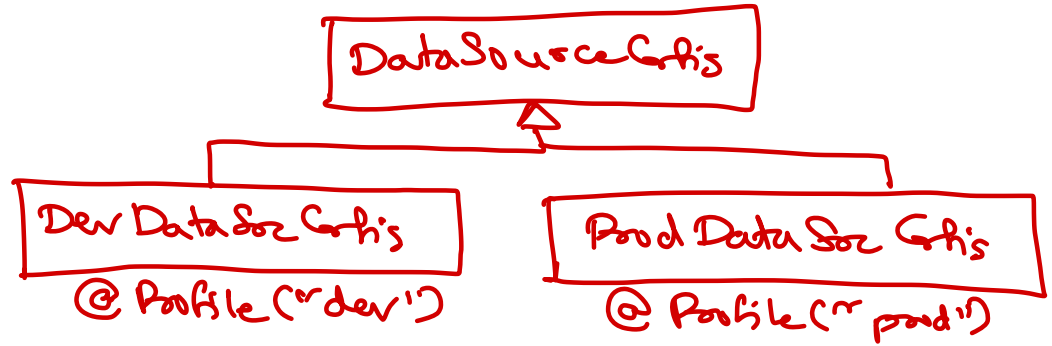 DataSourceConfig
DevDataSrcConfig
ProdDataSrcConfig
@Profile("dev")
@Profile("prod")